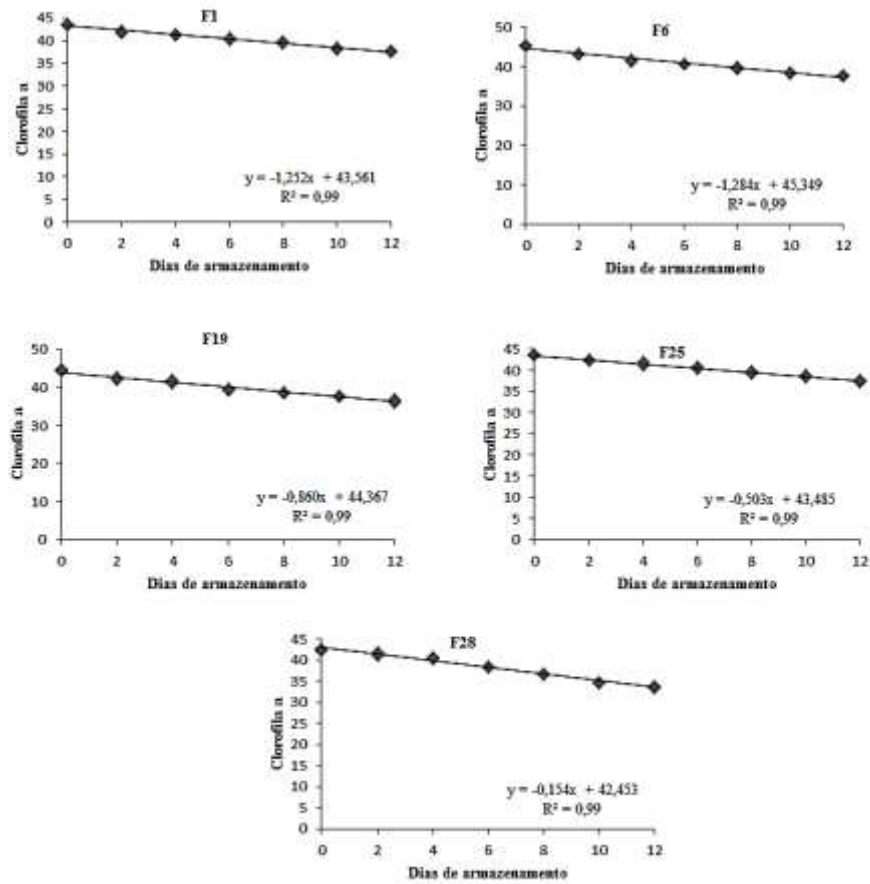 F1
Clorofila a
45
40
35
30
25
20
15
10
5
0
y = -1,252x + 43,561
R² = 0,99
0 2 4 6 8 10 12
Dias de armazenamento
F6
Clorofila a
50
40
30
20
10
0
y = -1,284x + 45,349
R² = 0,99
0 2 4 6 8 10 12
Dias de armazenamento
F19
Clorofila a
50
40
30
20
10
0
y = -0,860x + 44,367
R² = 0,99
0 2 4 6 8 10 12
Dias de armazenamento
F25
Clorofila a
45
40
35
30
25
20
15
10
5
0
y = -0,503x + 43,485
R² = 0,99
0 2 4 6 8 10 12
Dias de armazenamento
F28
Clorofila a
45
40
35
30
25
20
15
10
5
0
y = -0,154x + 42,453
R² = 0,99
0 2 4 6 8 10 12
Dias de armazenamento